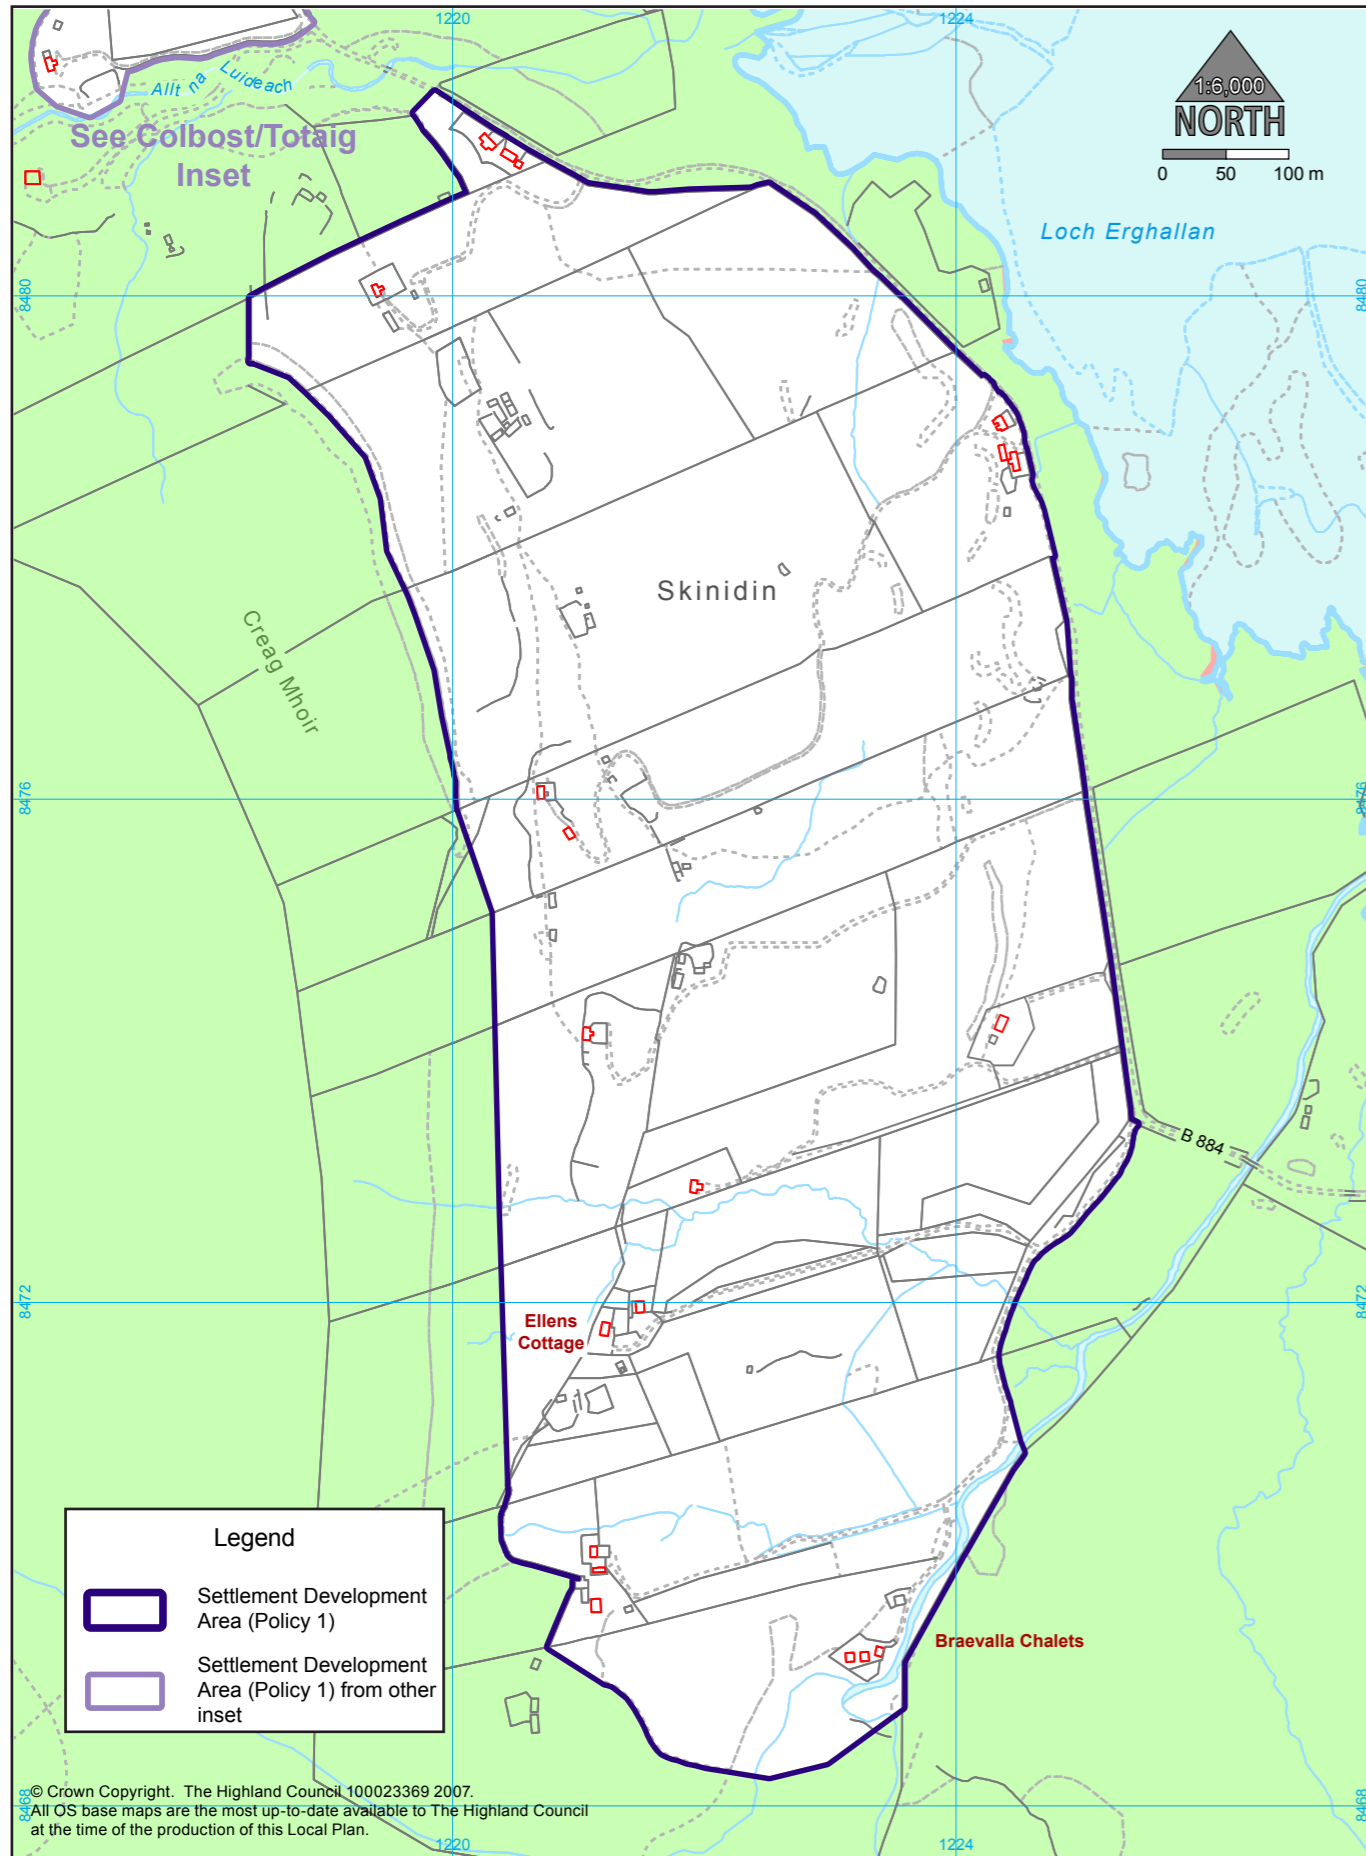 1220
1224
Allt na Luideach
See Colbost/Totaig
Inset
1:6,000
NORTH
0 50 100 m
Loch Erghallan
8480
8480
Skinidin
Creag Mhoir
8476
8476
B 884
8472
8472
Ellens
Cottage
Braevalla Chalets
Legend
Settlement Development
Area (Policy 1)
Settlement Development
Area (Policy 1) from other
inset
© Crown Copyright. The Highland Council 100023369 2007.
All OS base maps are the most up-to-date available to The Highland Council
at the time of the production of this Local Plan.
8468
8468
1220
1224